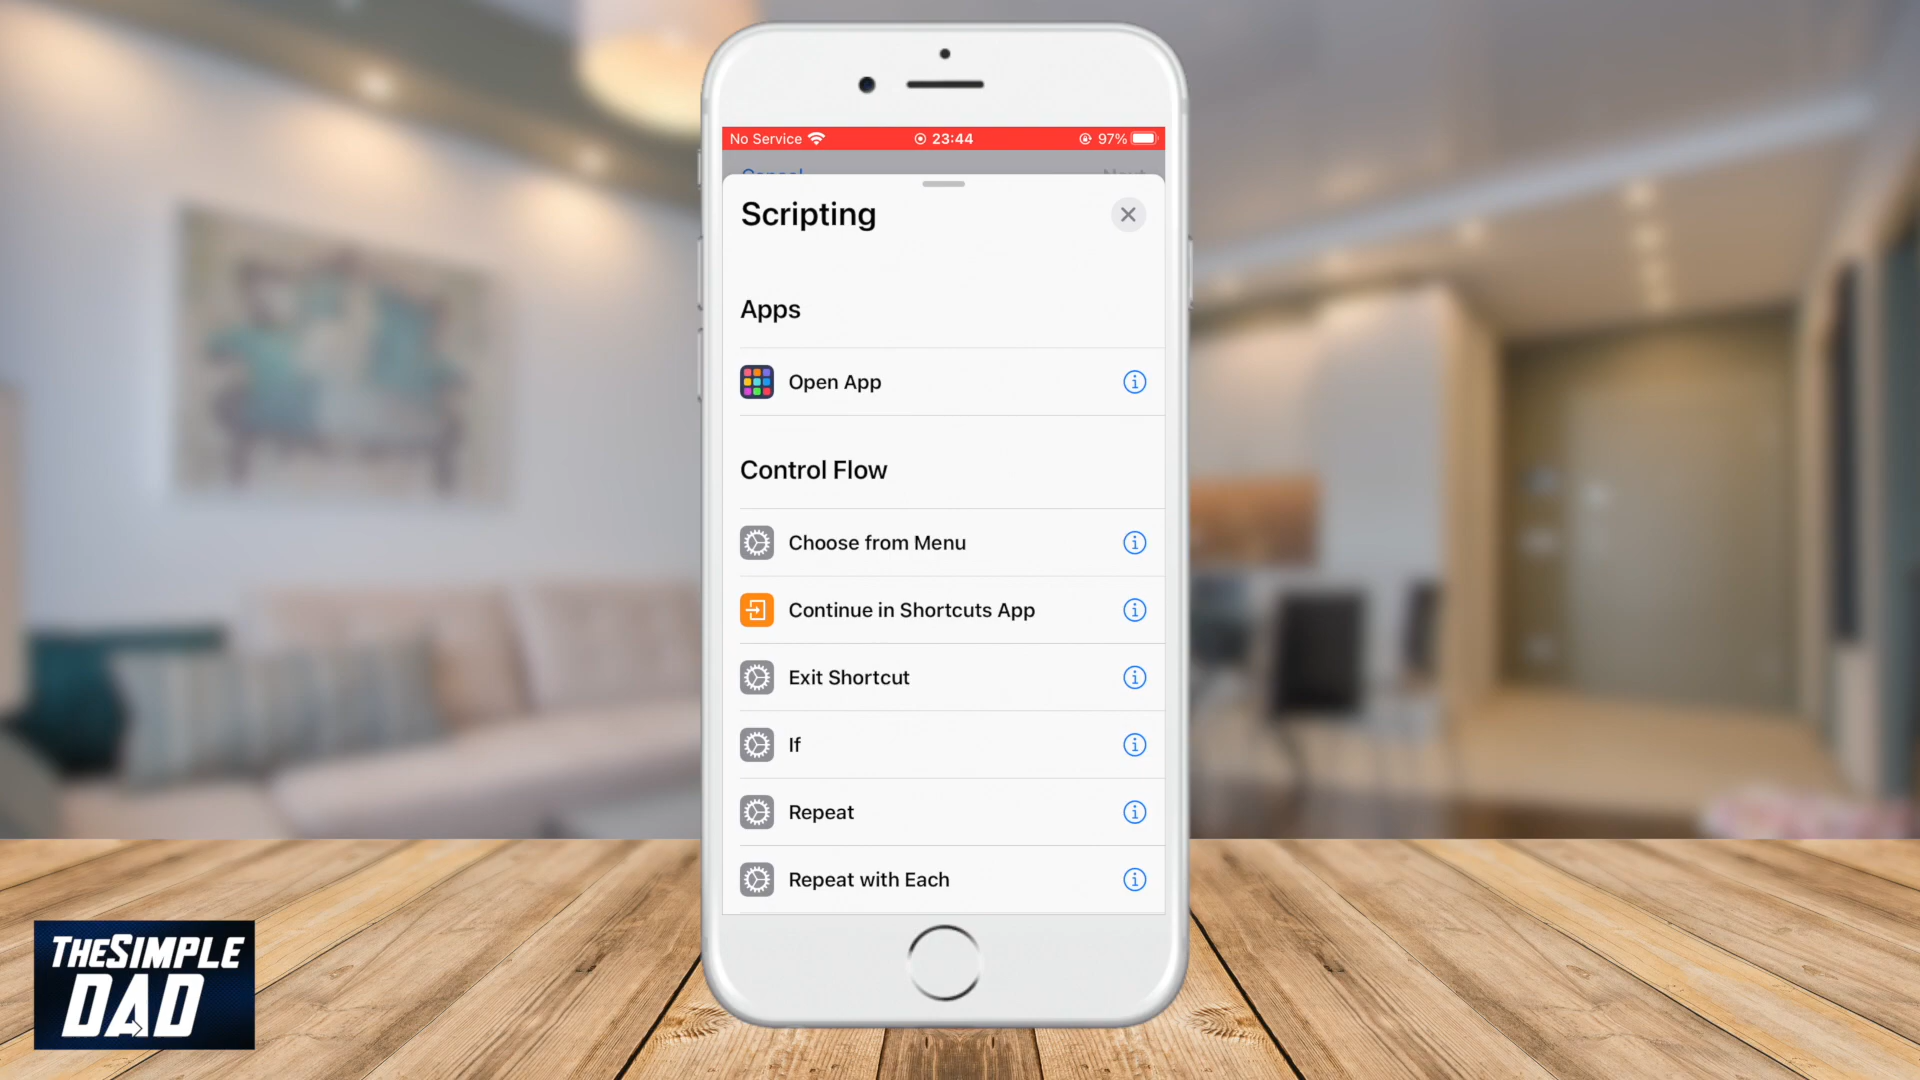 No Service 23:44 97%
Scripting
Apps
Open App
Control Flow
Choose from Menu
Continue in Shortcuts App
Exit Shortcut
If
Repeat
Repeat with Each
THESIMPLE
DAD